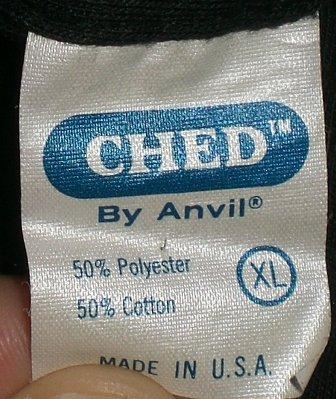 CHED™
By Anvil®
50% Polyester
50% Cotton
XL
MADE IN U.S.A.